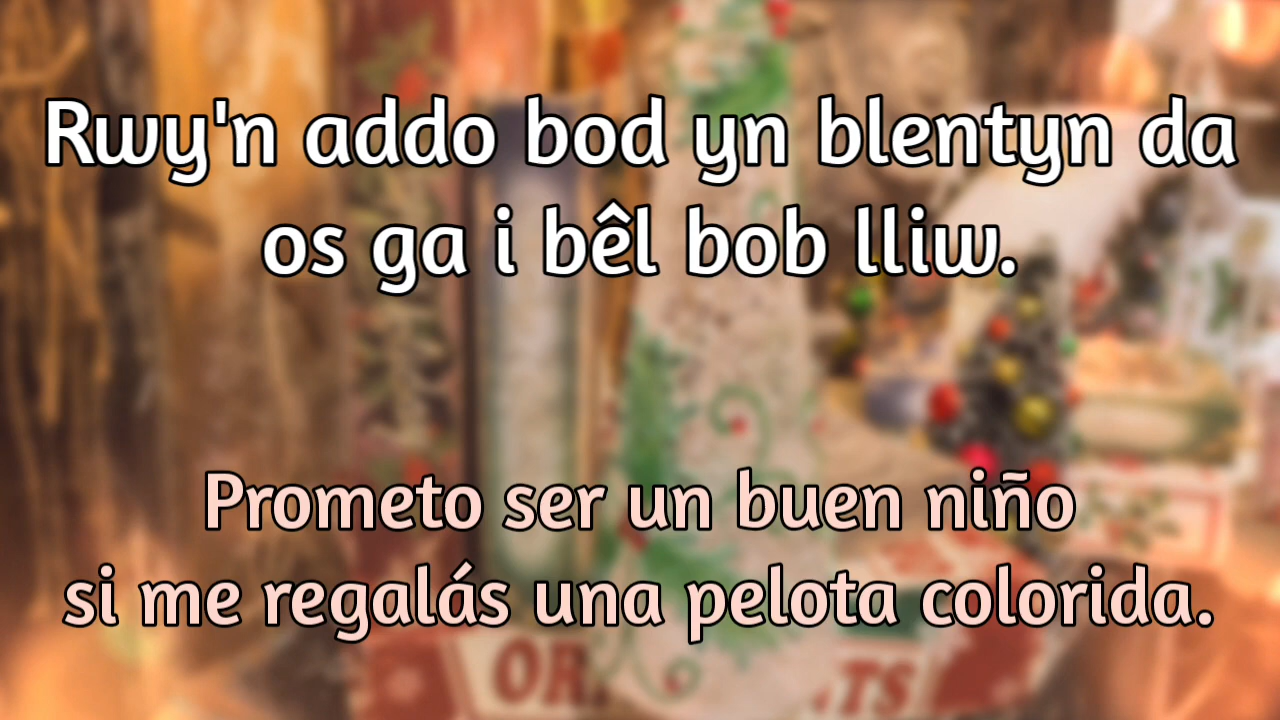 Rwy'n addo bod yn blentyn da
os ga i bêl bob lliw.
Prometo ser un buen niño
si me regalás una pelota colorida.